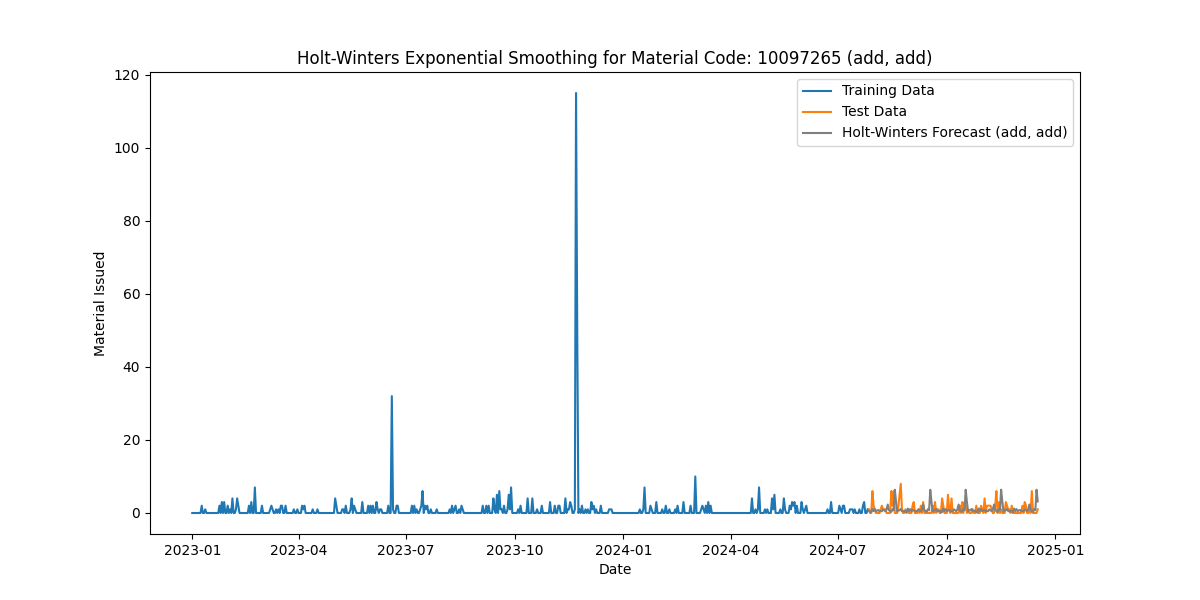 Holt-Winters Exponential Smoothing for Material Code: 10097265 (add, add)
Training Data
Test Data
Holt-Winters Forecast (add, add)
Material Issued
120
100
80
60
40
20
0
2023-01 2023-04 2023-07 2023-10 2024-01 2024-04 2024-07 2024-10 2025-01
Date